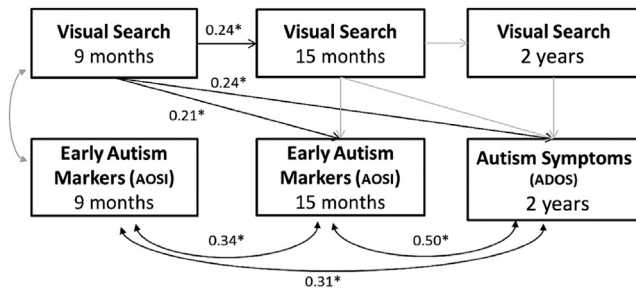 Visual Search
9 months
0.24*
Visual Search
15 months
Visual Search
2 years
0.24*
0.21*
Early Autism
Markers (AOSI)
9 months
Early Autism
Markers (AOSI)
15 months
Autism Symptoms
(ADOS)
2 years
0.34*
0.50*
0.31*